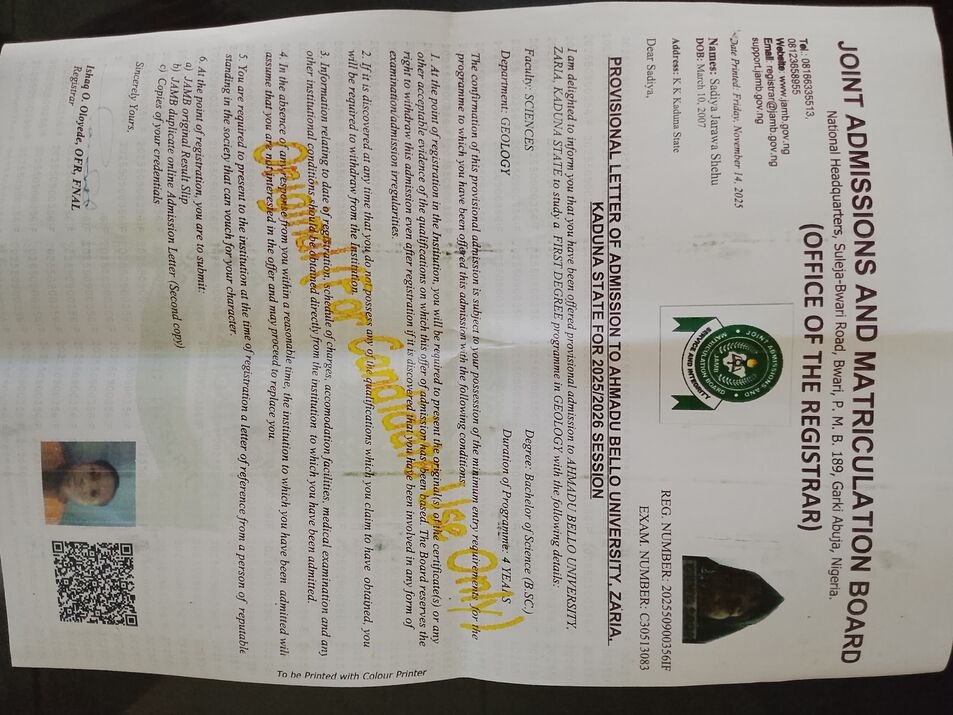 JOINT ADMISSIONS AND MATRICULATION BOARD
(OFFICE OF THE REGISTRAR)
National Headquarters, Suleja-Bwari Road, Bwari, P. M. B. 189, Garki Abuja, Nigeria.
Tel.: 08166335513,
08123658955
Website www.jamb.gov.ng
Email: registrar@jamb.gov.ng
support.jamb.gov.ng
JOINT ADMISSIONS AND MATRICULATION BOARD
JAMB
SERVICE AND INTEGRITY
Date Printed: Friday, November 14, 2025
Names: Sadiya Jarawa Shehu
DOB: March 10, 2007
Address: K. Kaduna State
REG. NUMBER: 202550900356IF
EXAM. NUMBER: C30513083
Dear Sadiya,
PROVISIONAL LETTER OF ADMISSION TO AHMADU BELLO UNIVERSITY, ZARIA,
KADUNA STATE FOR 2025/2026 SESSION
I am delighted to inform you that you have been offered provisional admission to AHMADU BELLO UNIVERSITY,
ZARIA, KADUNA STATE to study a FIRST DEGREE programme in GEOLOGY with the following details:
Faculty: SCIENCES
Degree: Bachelor of Science (B.SC.)
Department: GEOLOGY
Duration of Programme: 4 YEARS
The confirmation of this provisional admission is subject to your possession of the minimum entry requirements for the
programme to which you have been offered this admission with the following conditions:
1. At the point of registration in the Institution, you will be required to present the original(s) of the certificate(s) or any
other acceptable evidence of the qualifications on which this offer of admission has been based. The Board reserves the
right to withdraw this admission even after registration if it is discovered that you have been involved in any form of
examination/admission irregularities.
2. If it is discovered at any time that you do not possess any of the qualifications which you claim to have obtained, you
will be required to withdraw from the Institution.
3. Information relating to date of registration, schedule of charges, accomodation facilities, medical examination and any
other institutional conditions should be obtained directly from the institution to which you have been admitted.
4. In the absence of any response from you within a reasonable time, the institution to which you have been admitted will
assume that you are not interested in the offer and may proceed to replace you.
5. You are required to present to the institution at the time of registration a letter of reference from a person of reputable
standing in the society that can vouch for your character.
6. At the point of registration, you are to submit:
a) JAMB original Result Slip
b) JAMB duplicate online Admission Letter (Second copy)
c) Copies of your credentials
Original (For Candidate Use Only)
Sincerely Yours,
Ishaq O. Oloyede, OFR, FNAL
Registrar
To be Printed with Colour Printer